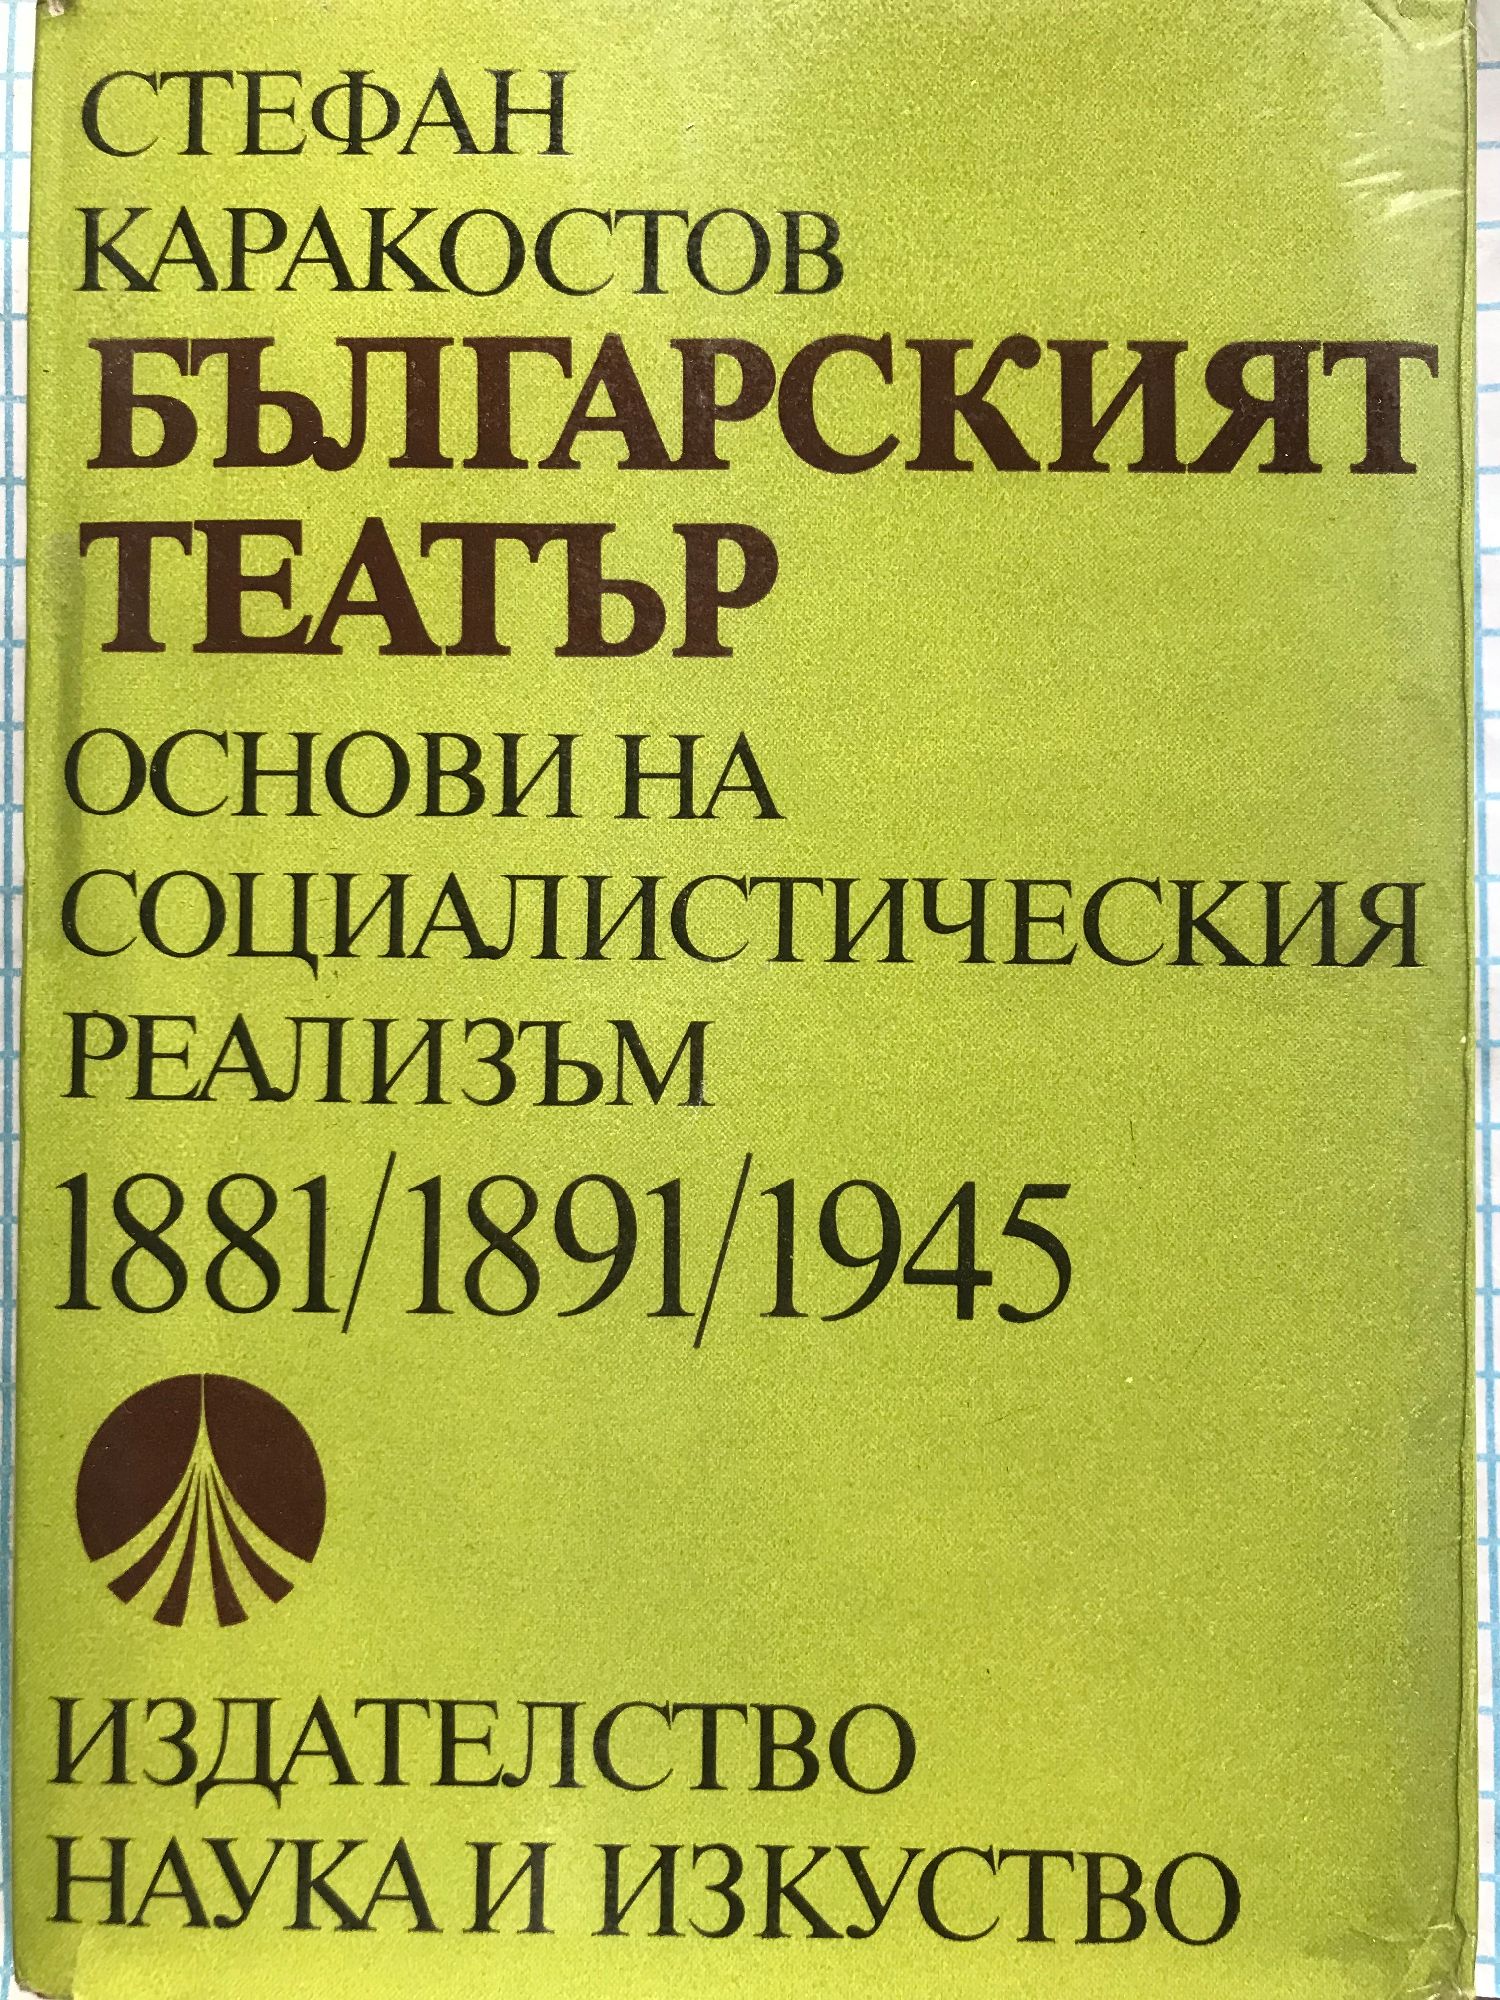 СТЕФАН
КАРАКОСТОВ
БЪЛГАРСКИЯТ
ТЕАТЪР
ОСНОВИ НА
СОЦИАЛИСТИЧЕСКИЯ
РЕАЛИЗЪМ
1881/1891/1945
ИЗДАТЕЛСТВО
НАУКА И ИЗКУСТВО